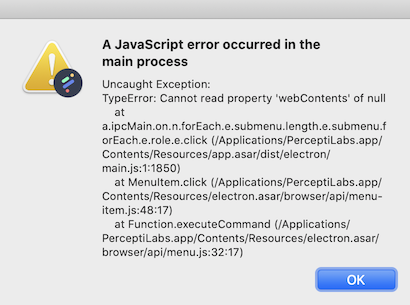 A JavaScript error occurred in the
main process
Uncaught Exception:
TypeError: Cannot read property 'webContents' of null
at
a.ipcMain.on.n.forEach.e.submenu.length.e.submenu.f
orEach.e.role.e.click (/Applications/PerceptiLabs.app/
Contents/Resources/app.asar/dist/electron/
main.js:1:1850)
at MenuItem.click (/Applications/PerceptiLabs.app/
Contents/Resources/electron.asar/browser/api/menu-
item.js:48:17)
at Function.executeCommand (/Applications/
PerceptiLabs.app/Contents/Resources/electron.asar/
browser/api/menu.js:32:17)
OK